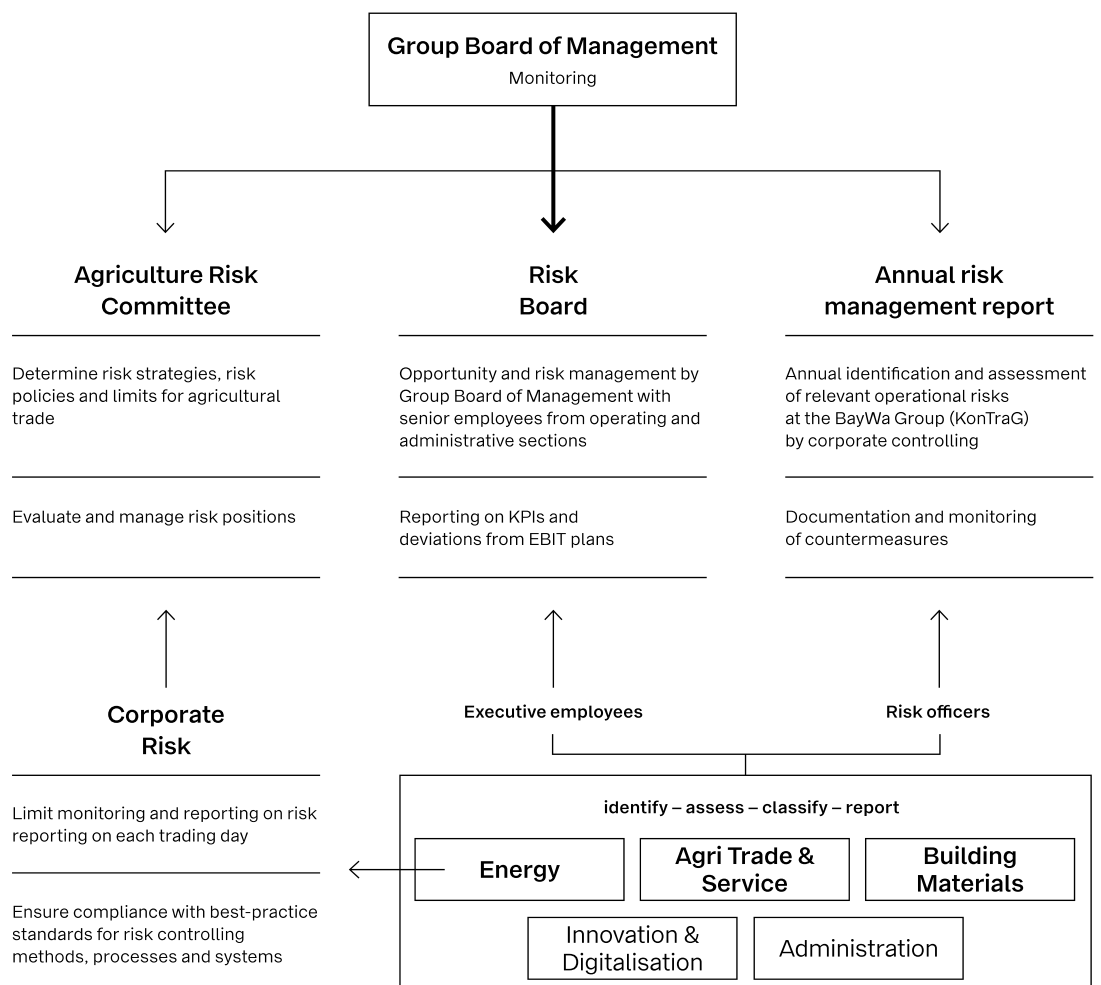 Group Board of Management
Monitoring
Agriculture Risk
Committee
Determine risk strategies, risk
policies and limits for agricultural
trade
Evaluate and manage risk positions
Risk
Board
Opportunity and risk management by
Group Board of Management with
senior employees from operating and
administrative sections
Reporting on KPIs and
deviations from EBIT plans
Annual risk
management report
Annual identification and assessment
of relevant operational risks
at the BayWa Group (KonTraG)
by corporate controlling
Documentation and monitoring
of countermeasures
Corporate
Risk
Limit monitoring and reporting on risk
reporting on each trading day
Ensure compliance with best-practice
standards for risk controlling
methods, processes and systems
Executive employees
Risk officers
identify – assess – classify – report
Energy
Agri Trade &
Service
Building
Materials
Innovation &
Digitalisation
Administration